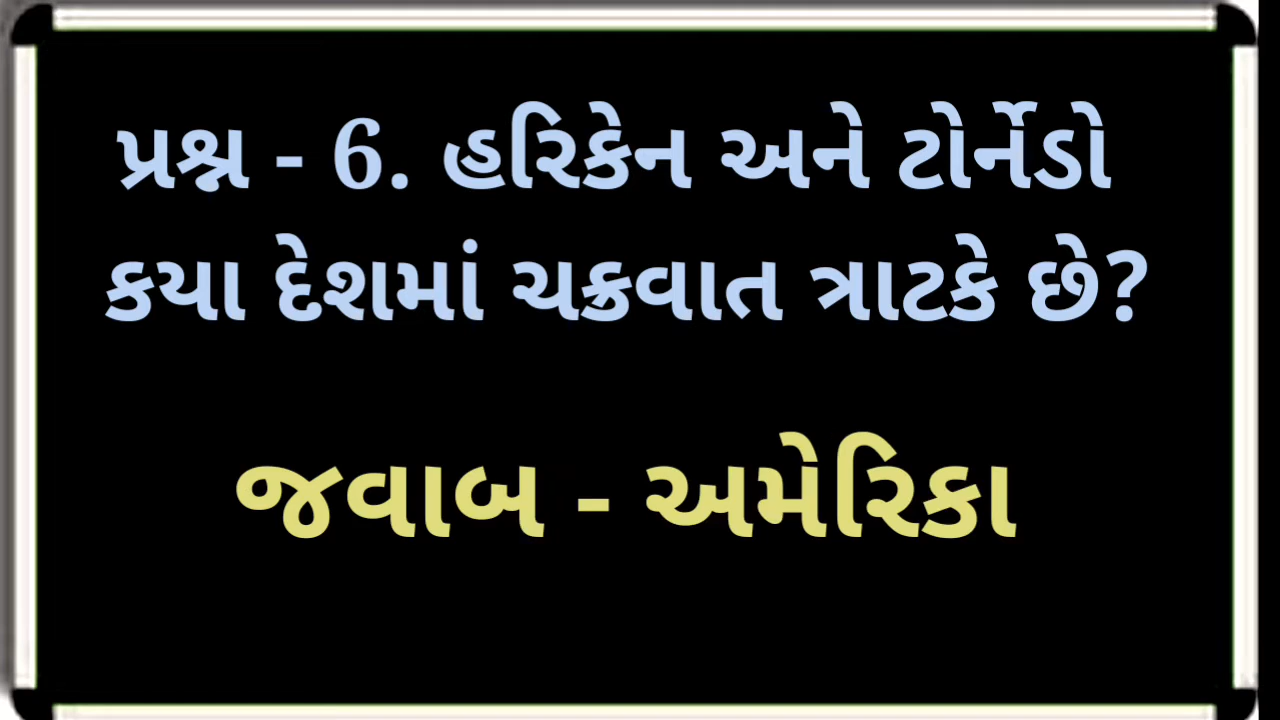 પ્રશ્ન - 6. હરિકેન અને ટોર્નેડો
કયા દેશમાં ચક્રવાત ત્રાટકે છે?
જવાબ - અમેરિકા